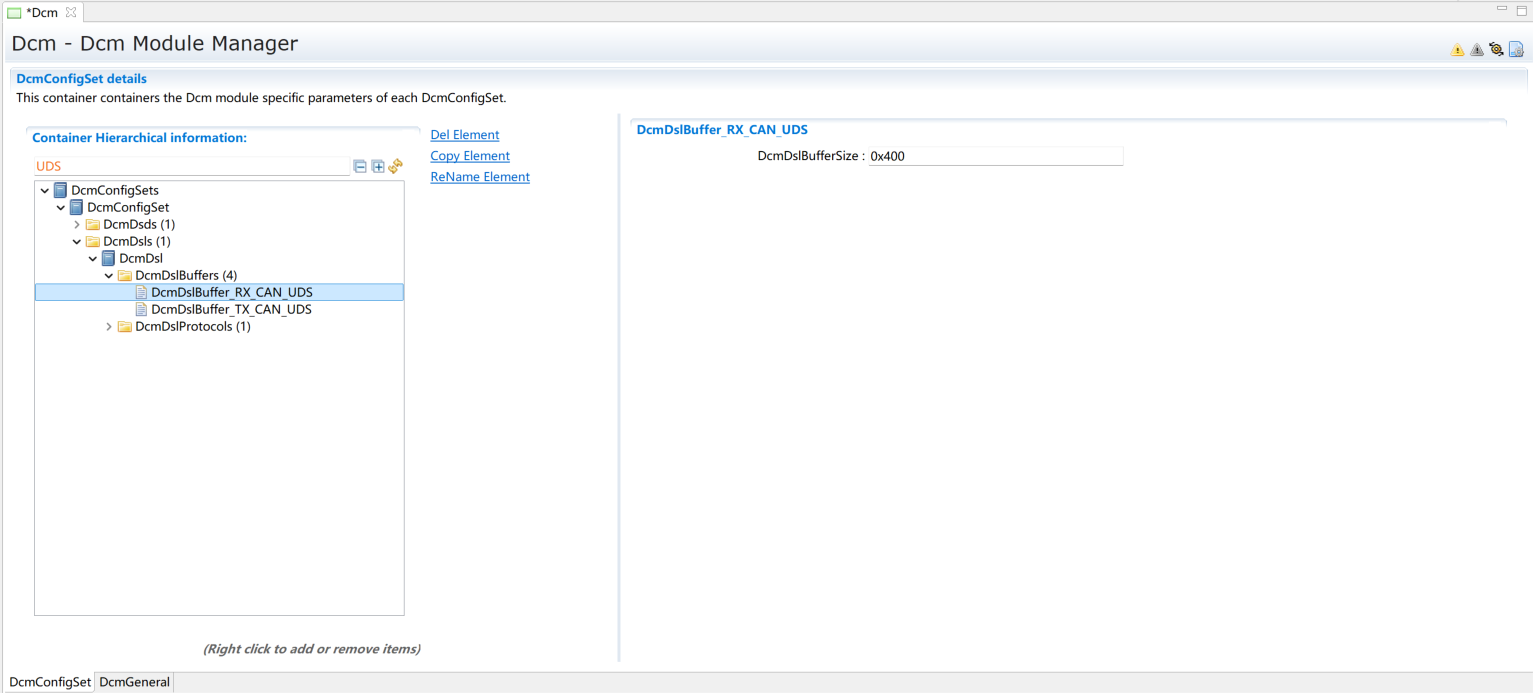 *Dcm
Dcm - Dcm Module Manager
DcmConfigSet details
This container containers the Dcm module specific parameters of each DcmConfigSet.
Container Hierarchical information:
UDS
DcmConfigSets
DcmConfigSet
DcmDsds (1)
DcmDsls (1)
DcmDsl
DcmDslBuffers (4)
DcmDslBuffer_RX_CAN_UDS
DcmDslBuffer_TX_CAN_UDS
DcmDslProtocols (1)
(Right click to add or remove items)
Del Element
Copy Element
ReName Element
DcmDslBuffer_RX_CAN_UDS
DcmDslBufferSize : 0x400
DcmConfigSet DcmGeneral